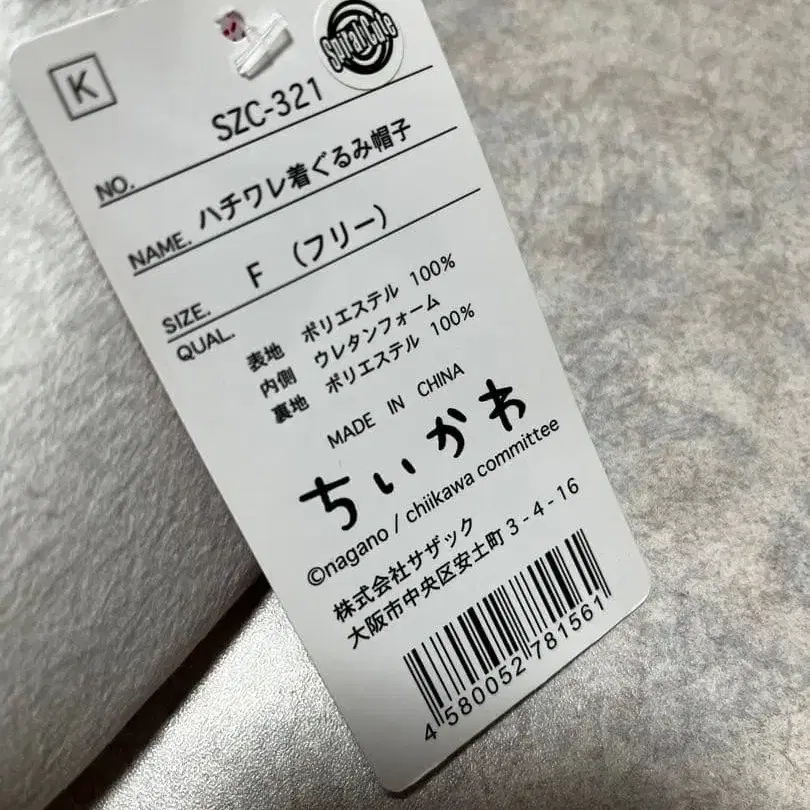 K
SpiralCute
NO. SZC-321
NAME. ハチワレ着ぐるみ帽子
SIZE. F （フリー）
QUAL. 表地 ポリエステル 100%
内側 ウレタンフォーム
裏地 ポリエステル 100%
MADE IN CHINA
ちいかわ
©nagano / chiikawa committee
株式会社サザック
大阪市中央区安土町 3-4-16
4 580052 781561